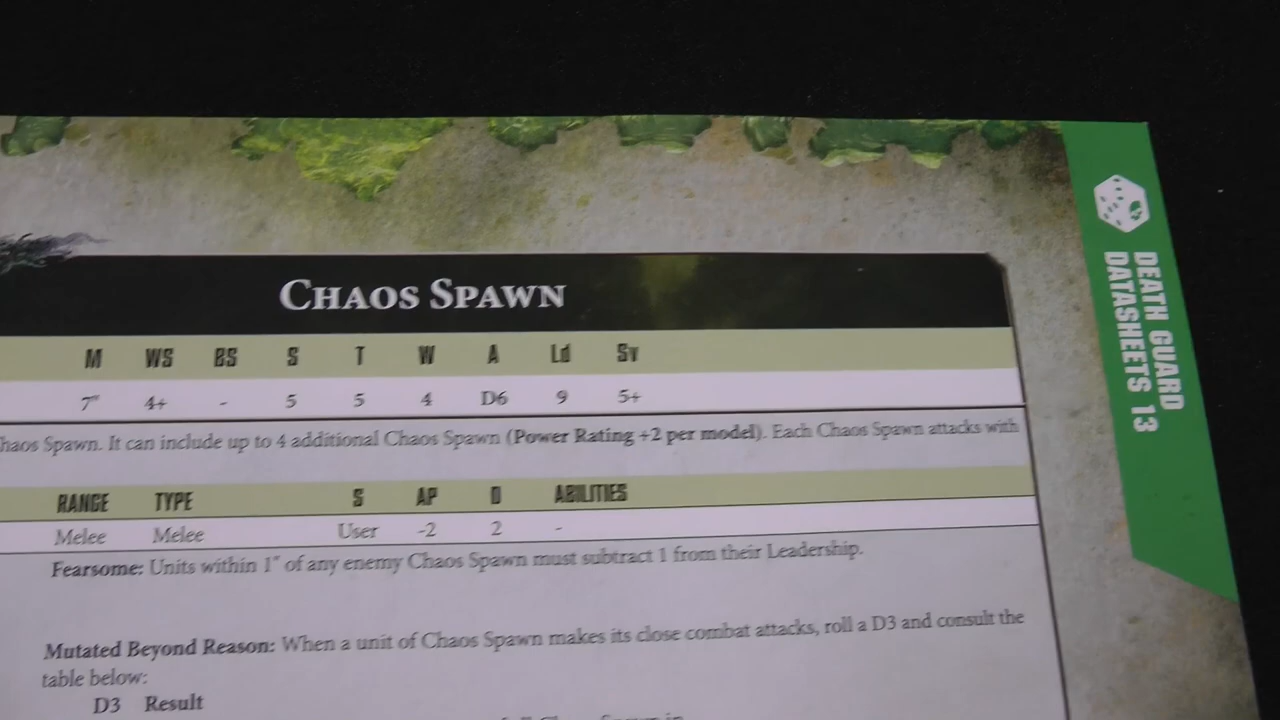 CHAOS SPAWN
M WS BS S T W A Ld Sv
7" 4+ - 5 5 4 D6 9 5+
Chaos Spawn. It can include up to 4 additional Chaos Spawn (Power Rating +2 per model). Each Chaos Spawn attacks with
RANGE TYPE S AP D ABILITIES
Melee Melee User -2 2 -
Fearsome: Units within 1" of any enemy Chaos Spawn must subtract 1 from their Leadership.
Mutated Beyond Reason: When a unit of Chaos Spawn makes its close combat attacks, roll a D3 and consult the
table below:
D3 Result
DEATH GUARD
DATASHEETS 13